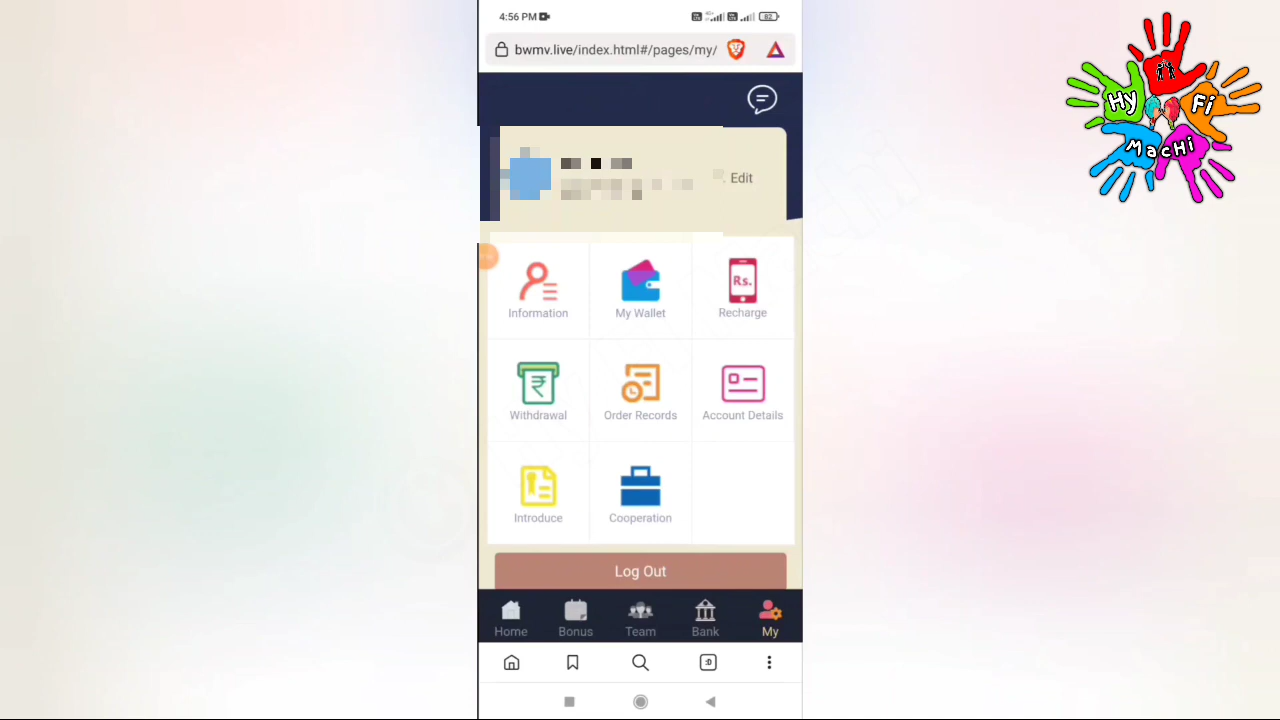 4:56 PM
82
bwmv.live/index.html#/pages/my/
Hy Fi
MacHi
Edit
Information
My Wallet
Rs.
Recharge
Withdrawal
Order Records
Account Details
Introduce
Cooperation
Log Out
Home
Bonus
Team
Bank
My
:D